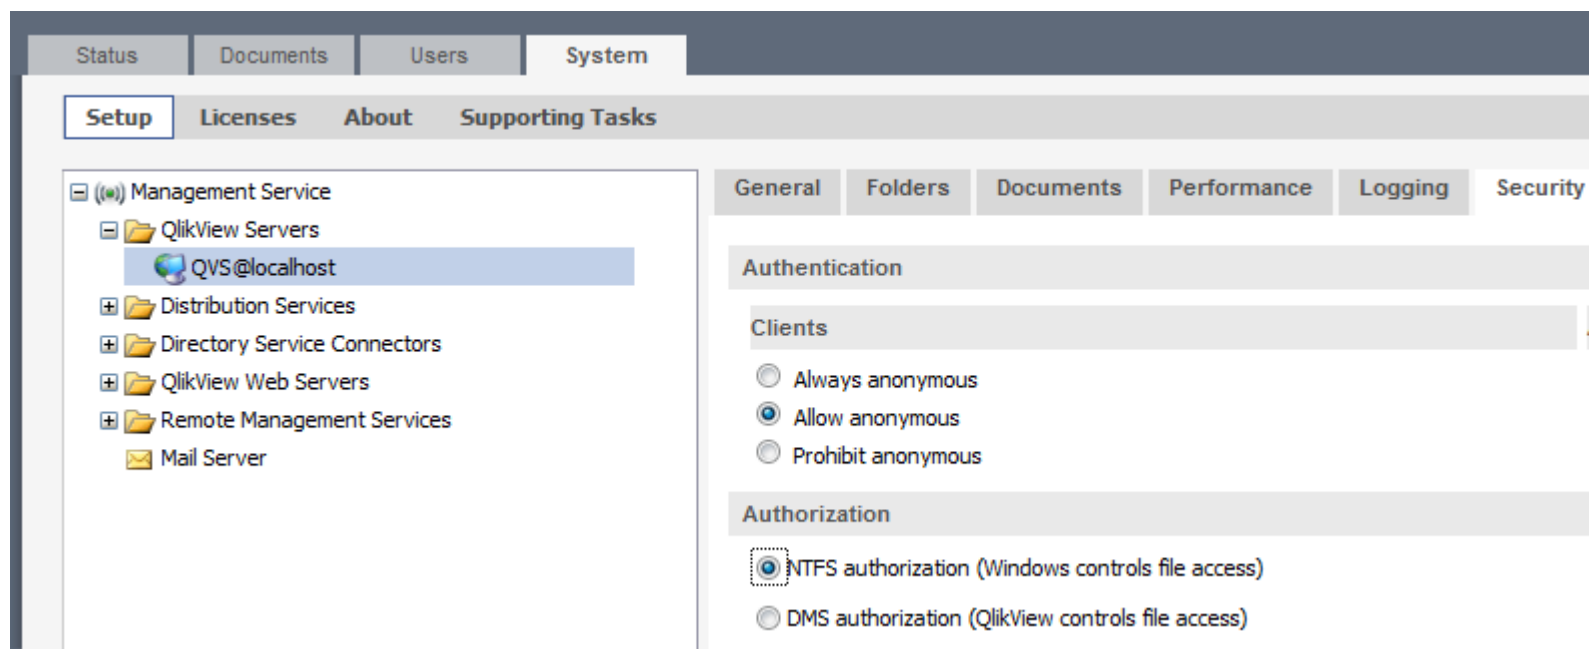 Status Documents Users System
Setup Licenses About Supporting Tasks
Management Service
QlikView Servers
QVS@localhost
Distribution Services
Directory Service Connectors
QlikView Web Servers
Remote Management Services
Mail Server
General Folders Documents Performance Logging Security
Authentication
Clients
Always anonymous
Allow anonymous
Prohibit anonymous
Authorization
NTFS authorization (Windows controls file access)
DMS authorization (QlikView controls file access)